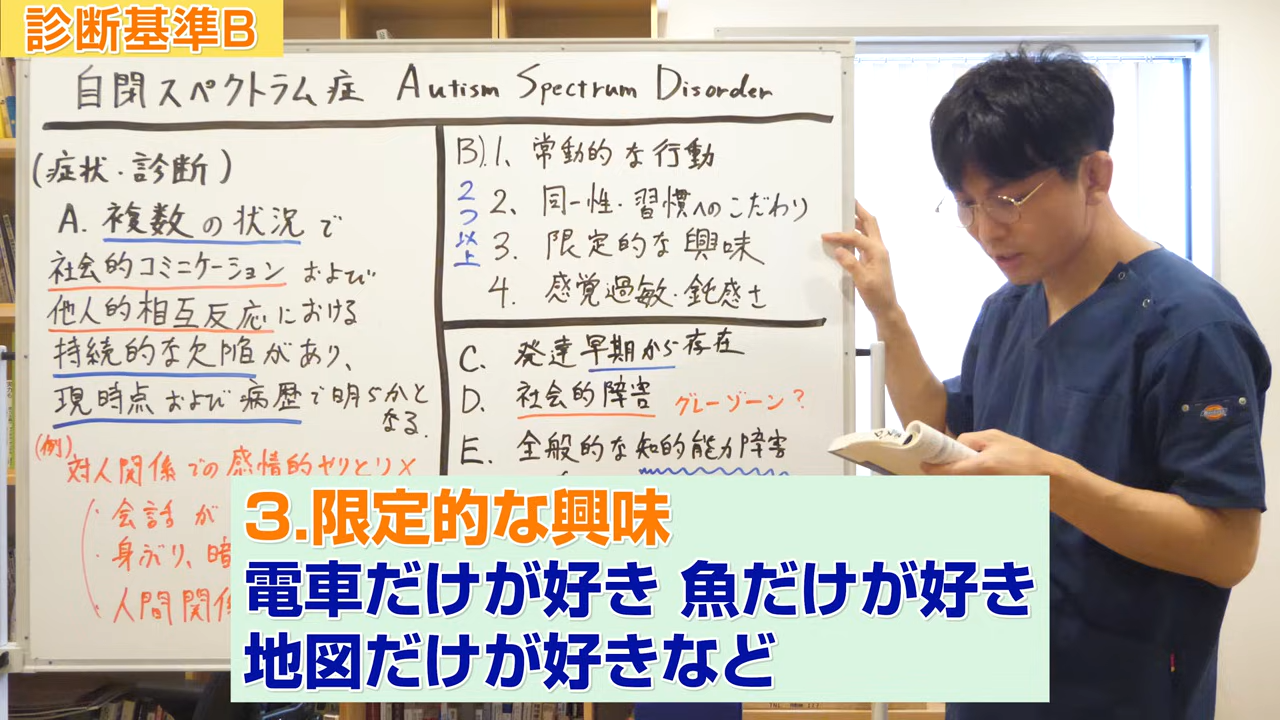 診断基準B
自閉スペクトラム症 Autism Spectrum Disorder
(症状・診断)
A. 複数の状況で
社会的コミニケーション および
他人的相互反応における
持続的な欠陥があり、
現時点および病歴で明らかと
なる.
(例)
対人関係での感情的ヤリとり×
・会話が
・身ぶり、
・人間関係
B).1、常動的な行動
2つ以上
2、同一性・習慣へのこだわり
3. 限定的な興味
4. 感覚過敏・鈍感さ
C. 発達早期から存在
D. 社会的障害 グレーゾーン?
E. 全般的な知的能力障害
3.限定的な興味
電車だけが好き 魚だけが好き
地図だけが好きなど
Dickies